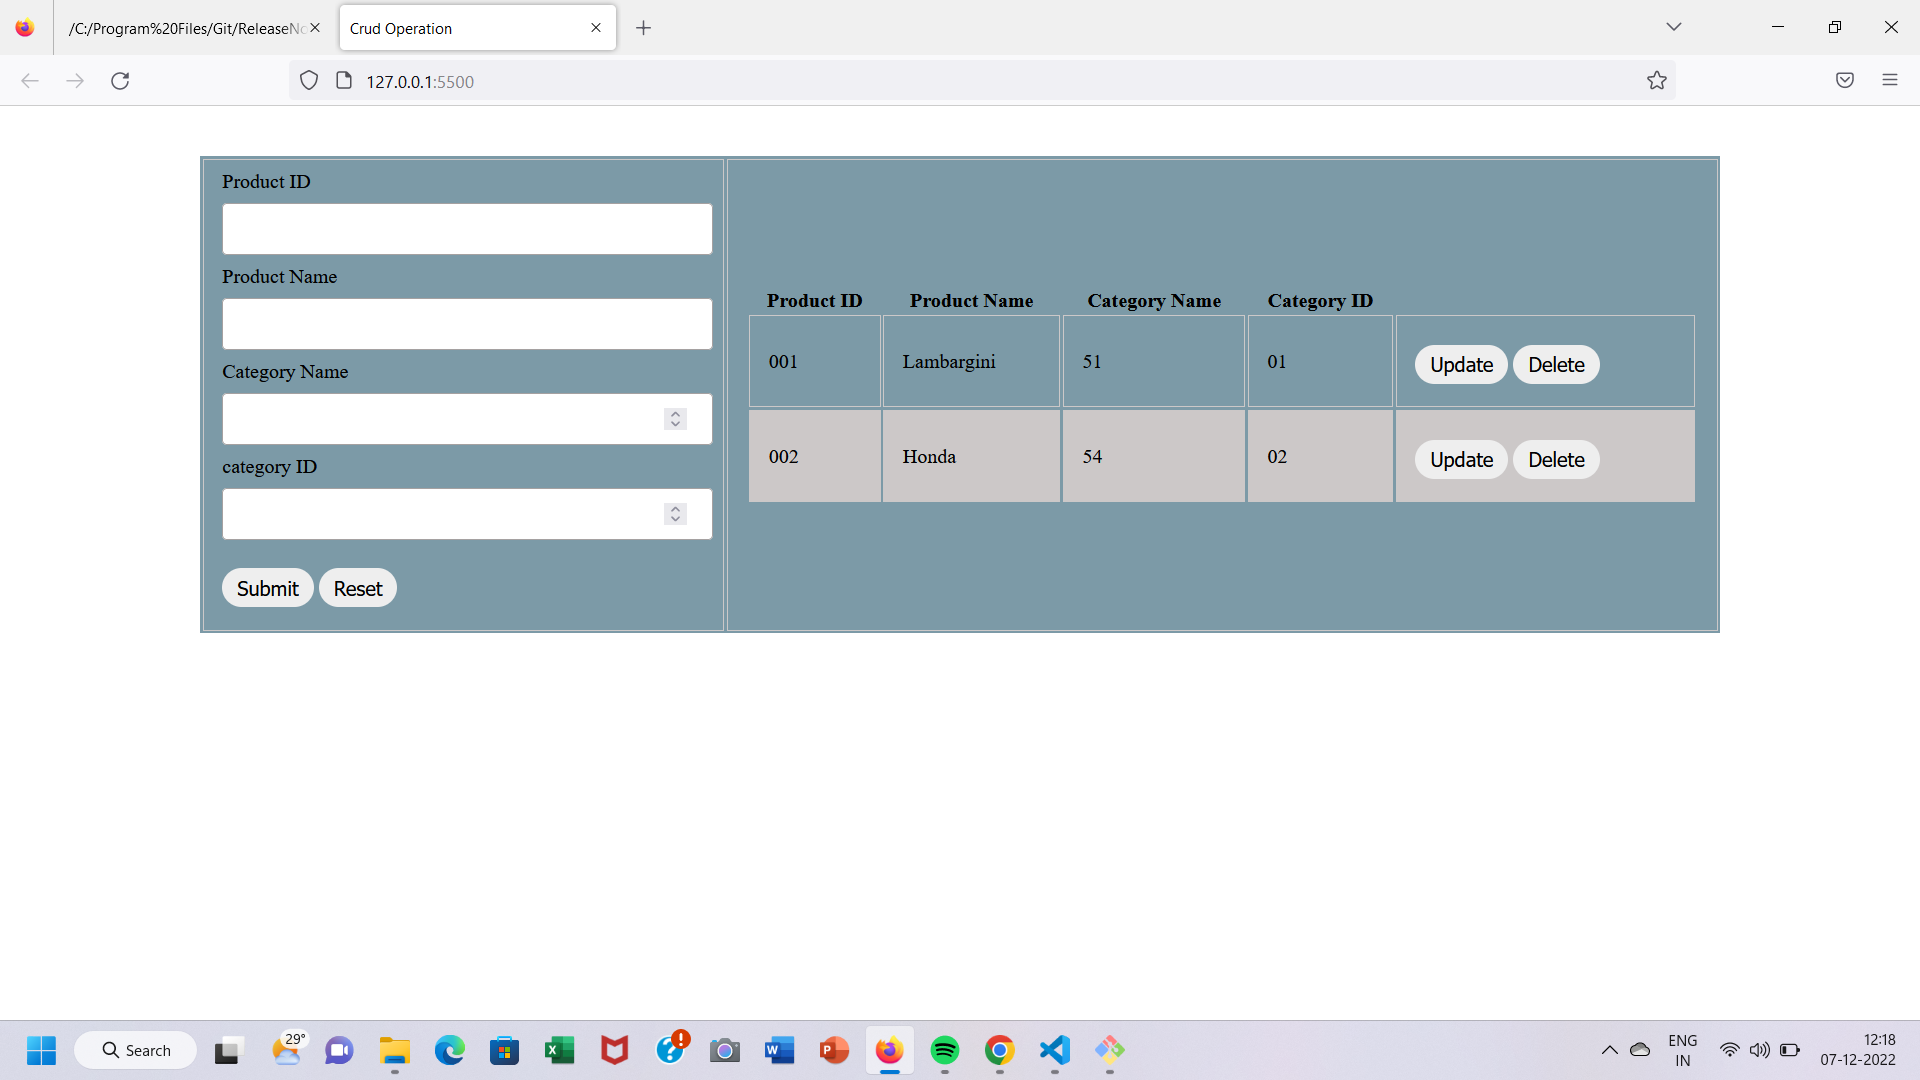 /C:/Program%20Files/Git/ReleaseNo
Crud Operation
127.0.0.1:5500
Product ID
Product Name
Category Name
category ID
Submit Reset
Product ID Product Name Category Name Category ID
001 Lambargini 51 01 Update Delete
002 Honda 54 02 Update Delete
Search
29°
ENG
IN
12:18
07-12-2022